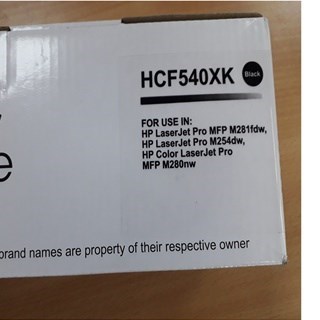 HCF540XK
Black
FOR USE IN:
HP LaserJet Pro MFP M281fdw,
HP LaserJet Pro M254dw,
HP Color LaserJet Pro
MFP M280nw
brand names are property of their respective owner